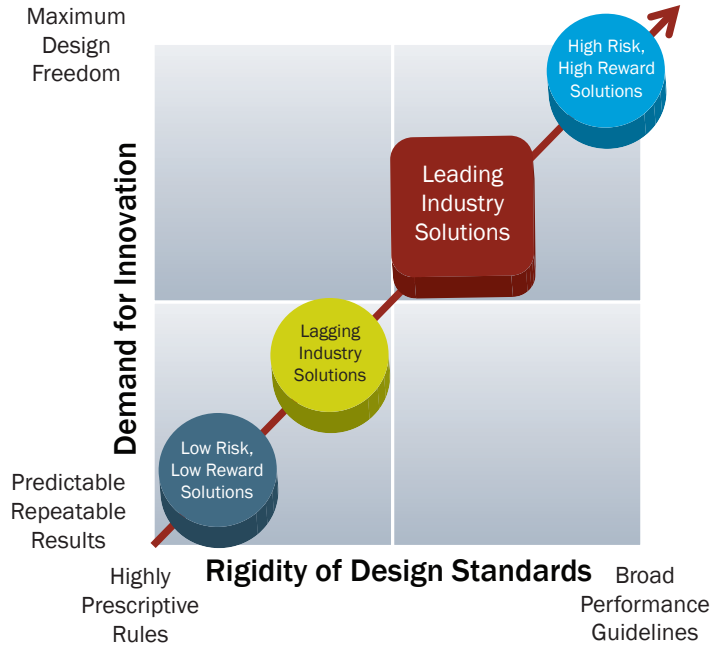 Maximum
Design
Freedom
High Risk,
High Reward
Solutions
Demand for Innovation
Leading
Industry
Solutions
Lagging
Industry
Solutions
Low Risk,
Low Reward
Solutions
Predictable
Repeatable
Results
Rigidity of Design Standards
Highly
Prescriptive
Rules
Broad
Performance
Guidelines